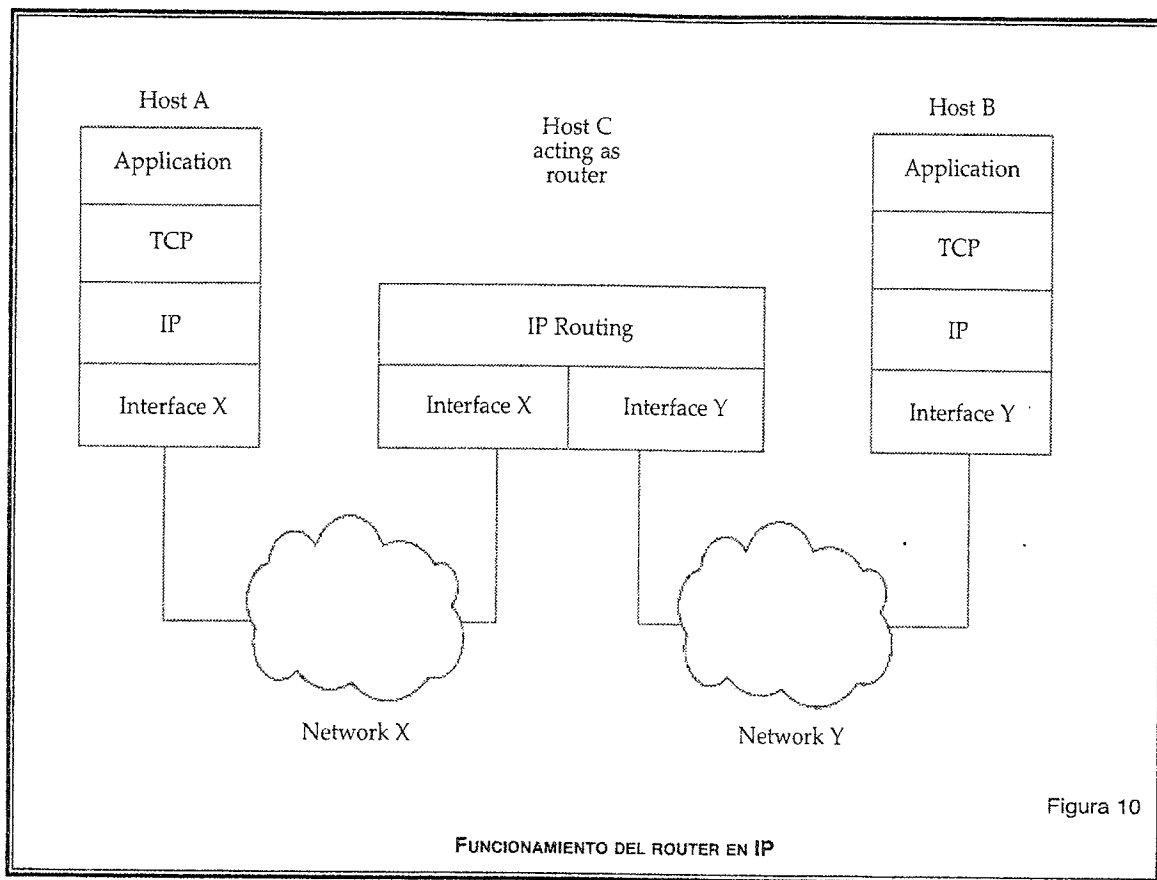 Host A
Application
TCP
IP
Interface X
Host C
acting as
router
IP Routing
Interface X
Interface Y
Host B
Application
TCP
IP
Interface Y
Network X
Network Y
Figura 10
FUNCIONAMIENTO DEL ROUTER EN IP